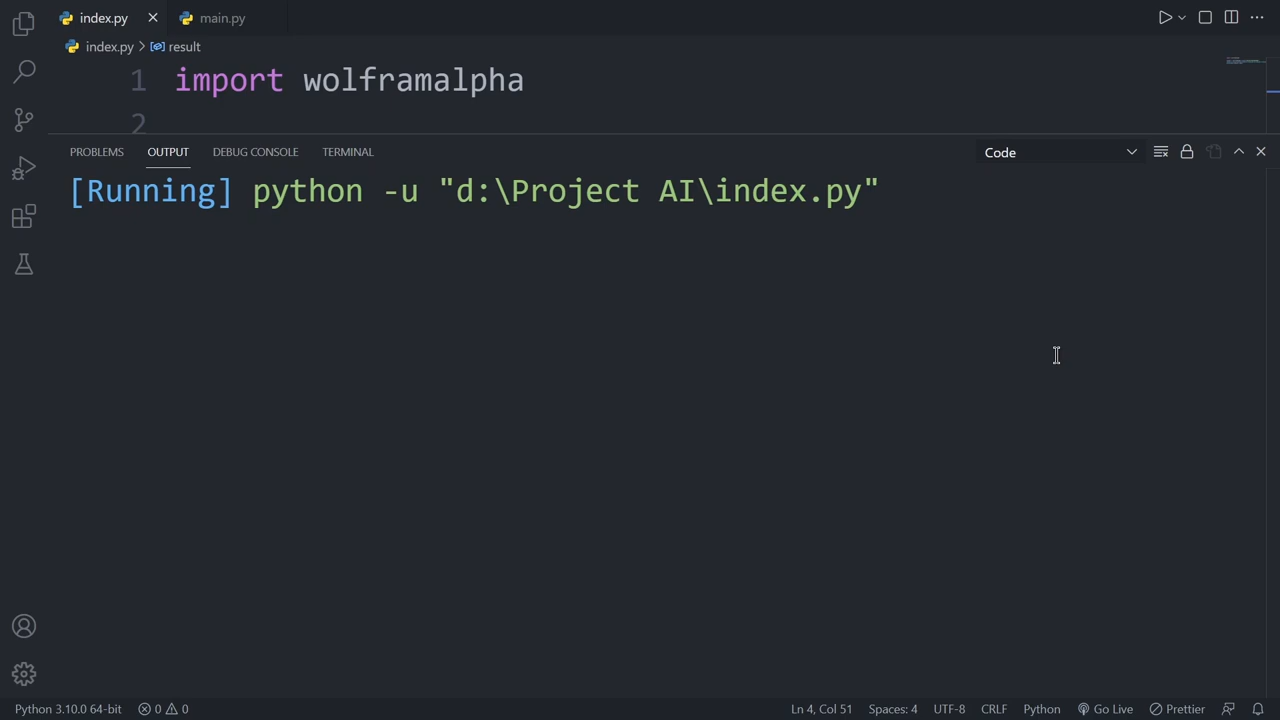 index.py
main.py
index.py
result
1 import wolframalpha
2
PROBLEMS OUTPUT DEBUG CONSOLE TERMINAL
Code
[Running] python -u "d:\Project AI\index.py"
Python 3.10.0 64-bit 0 0 Ln 4, Col 51 Spaces: 4 UTF-8 CRLF Python Go Live Prettier